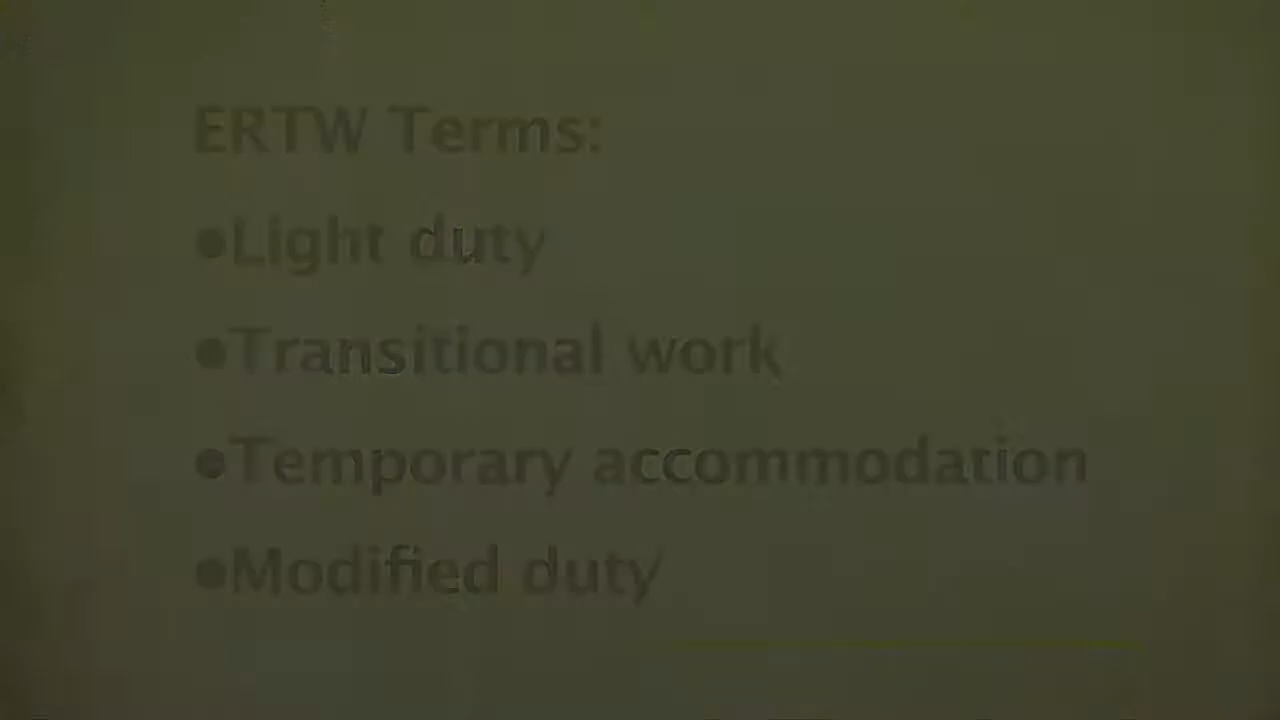 ERTW Terms:
•Light duty
•Transitional work
•Temporary accommodation
•Modified duty